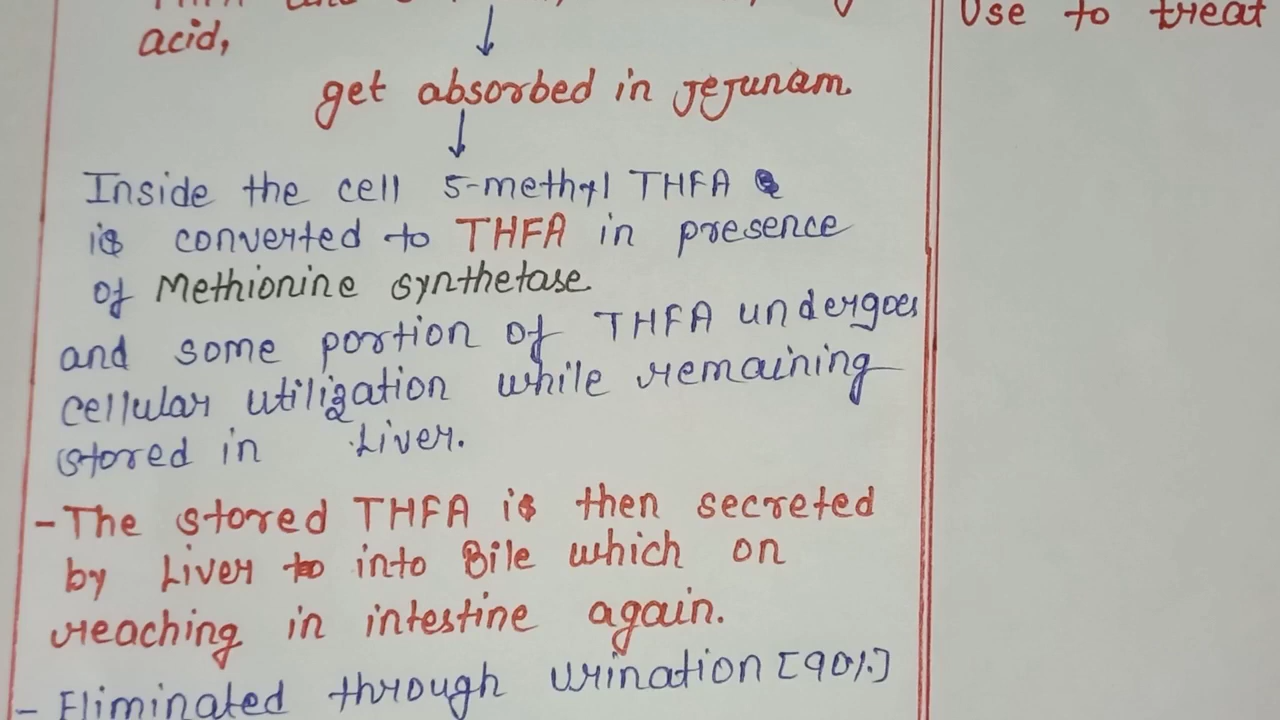 acid,
get absorbed in Jejunam.
Inside the cell 5-methyl THFA
is converted to THFA in presence
of Methionine synthetase
and some portion of THFA undergoes
cellular utilization while remaining
stored in Liver.
- The stored THFA is then secreted
by Liver to into Bile which on
reaching in intestine again.
- Eliminated through urination [90%]
Use to treat